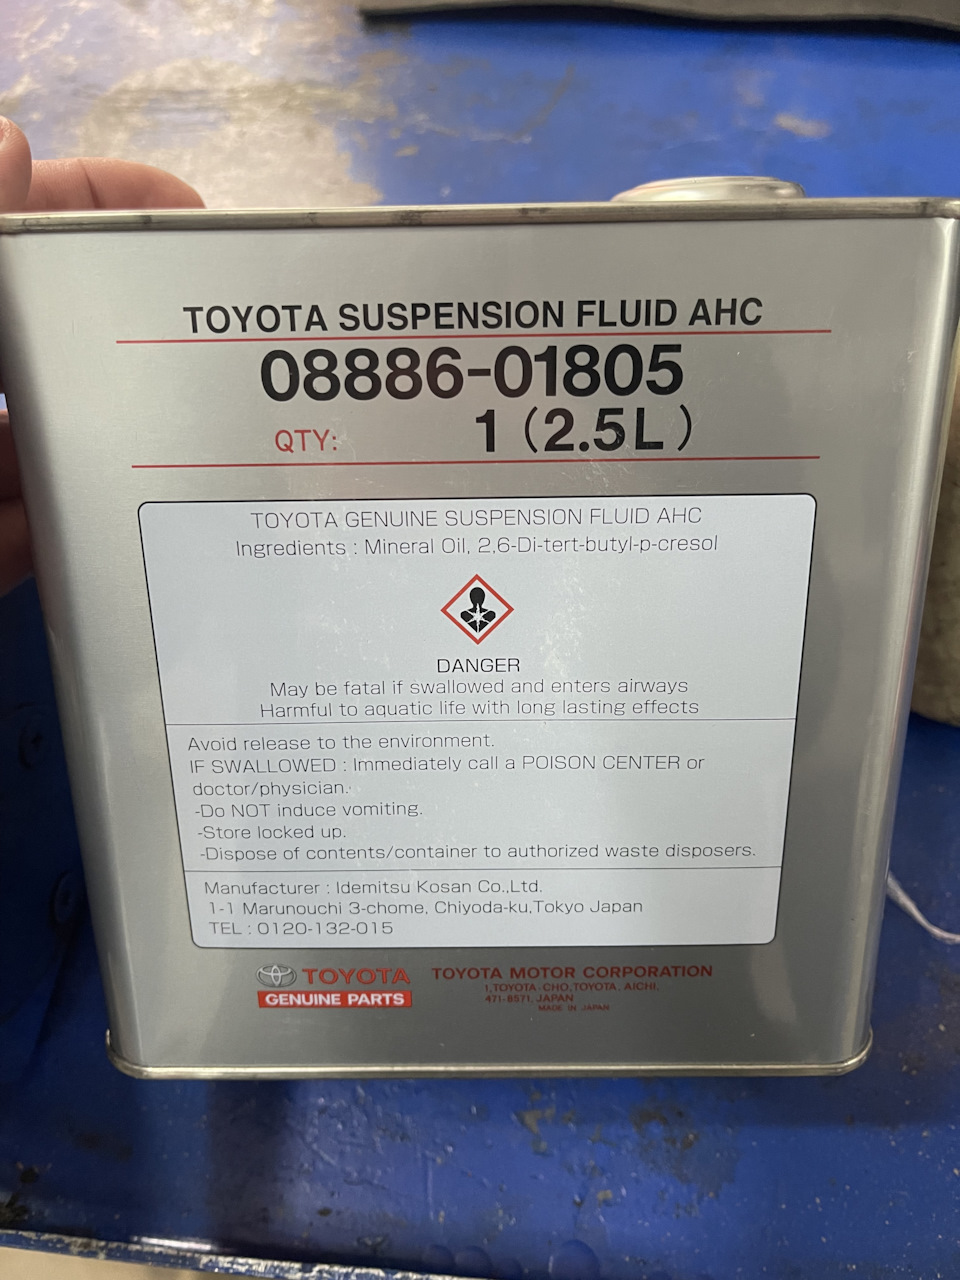 TOYOTA SUSPENSION FLUID AHC
08886-01805
QTY: 1 (2.5L)
TOYOTA GENUINE SUSPENSION FLUID AHC
Ingredients : Mineral Oil, 2,6-Di-tert-butyl-p-cresol
DANGER
May be fatal if swallowed and enters airways
Harmful to aquatic life with long lasting effects
Avoid release to the environment.
IF SWALLOWED : Immediately call a POISON CENTER or
doctor/physician.
-Do NOT induce vomiting.
-Store locked up.
-Dispose of contents/container to authorized waste disposers.
Manufacturer : Idemitsu Kosan Co.,Ltd.
1-1 Marunouchi 3-chome, Chiyoda-ku,Tokyo Japan
TEL : 0120-132-015
TOYOTA
GENUINE PARTS
TOYOTA MOTOR CORPORATION
1,TOYOTA-CHO,TOYOTA, AICHI,
471-8571, JAPAN
MADE IN JAPAN